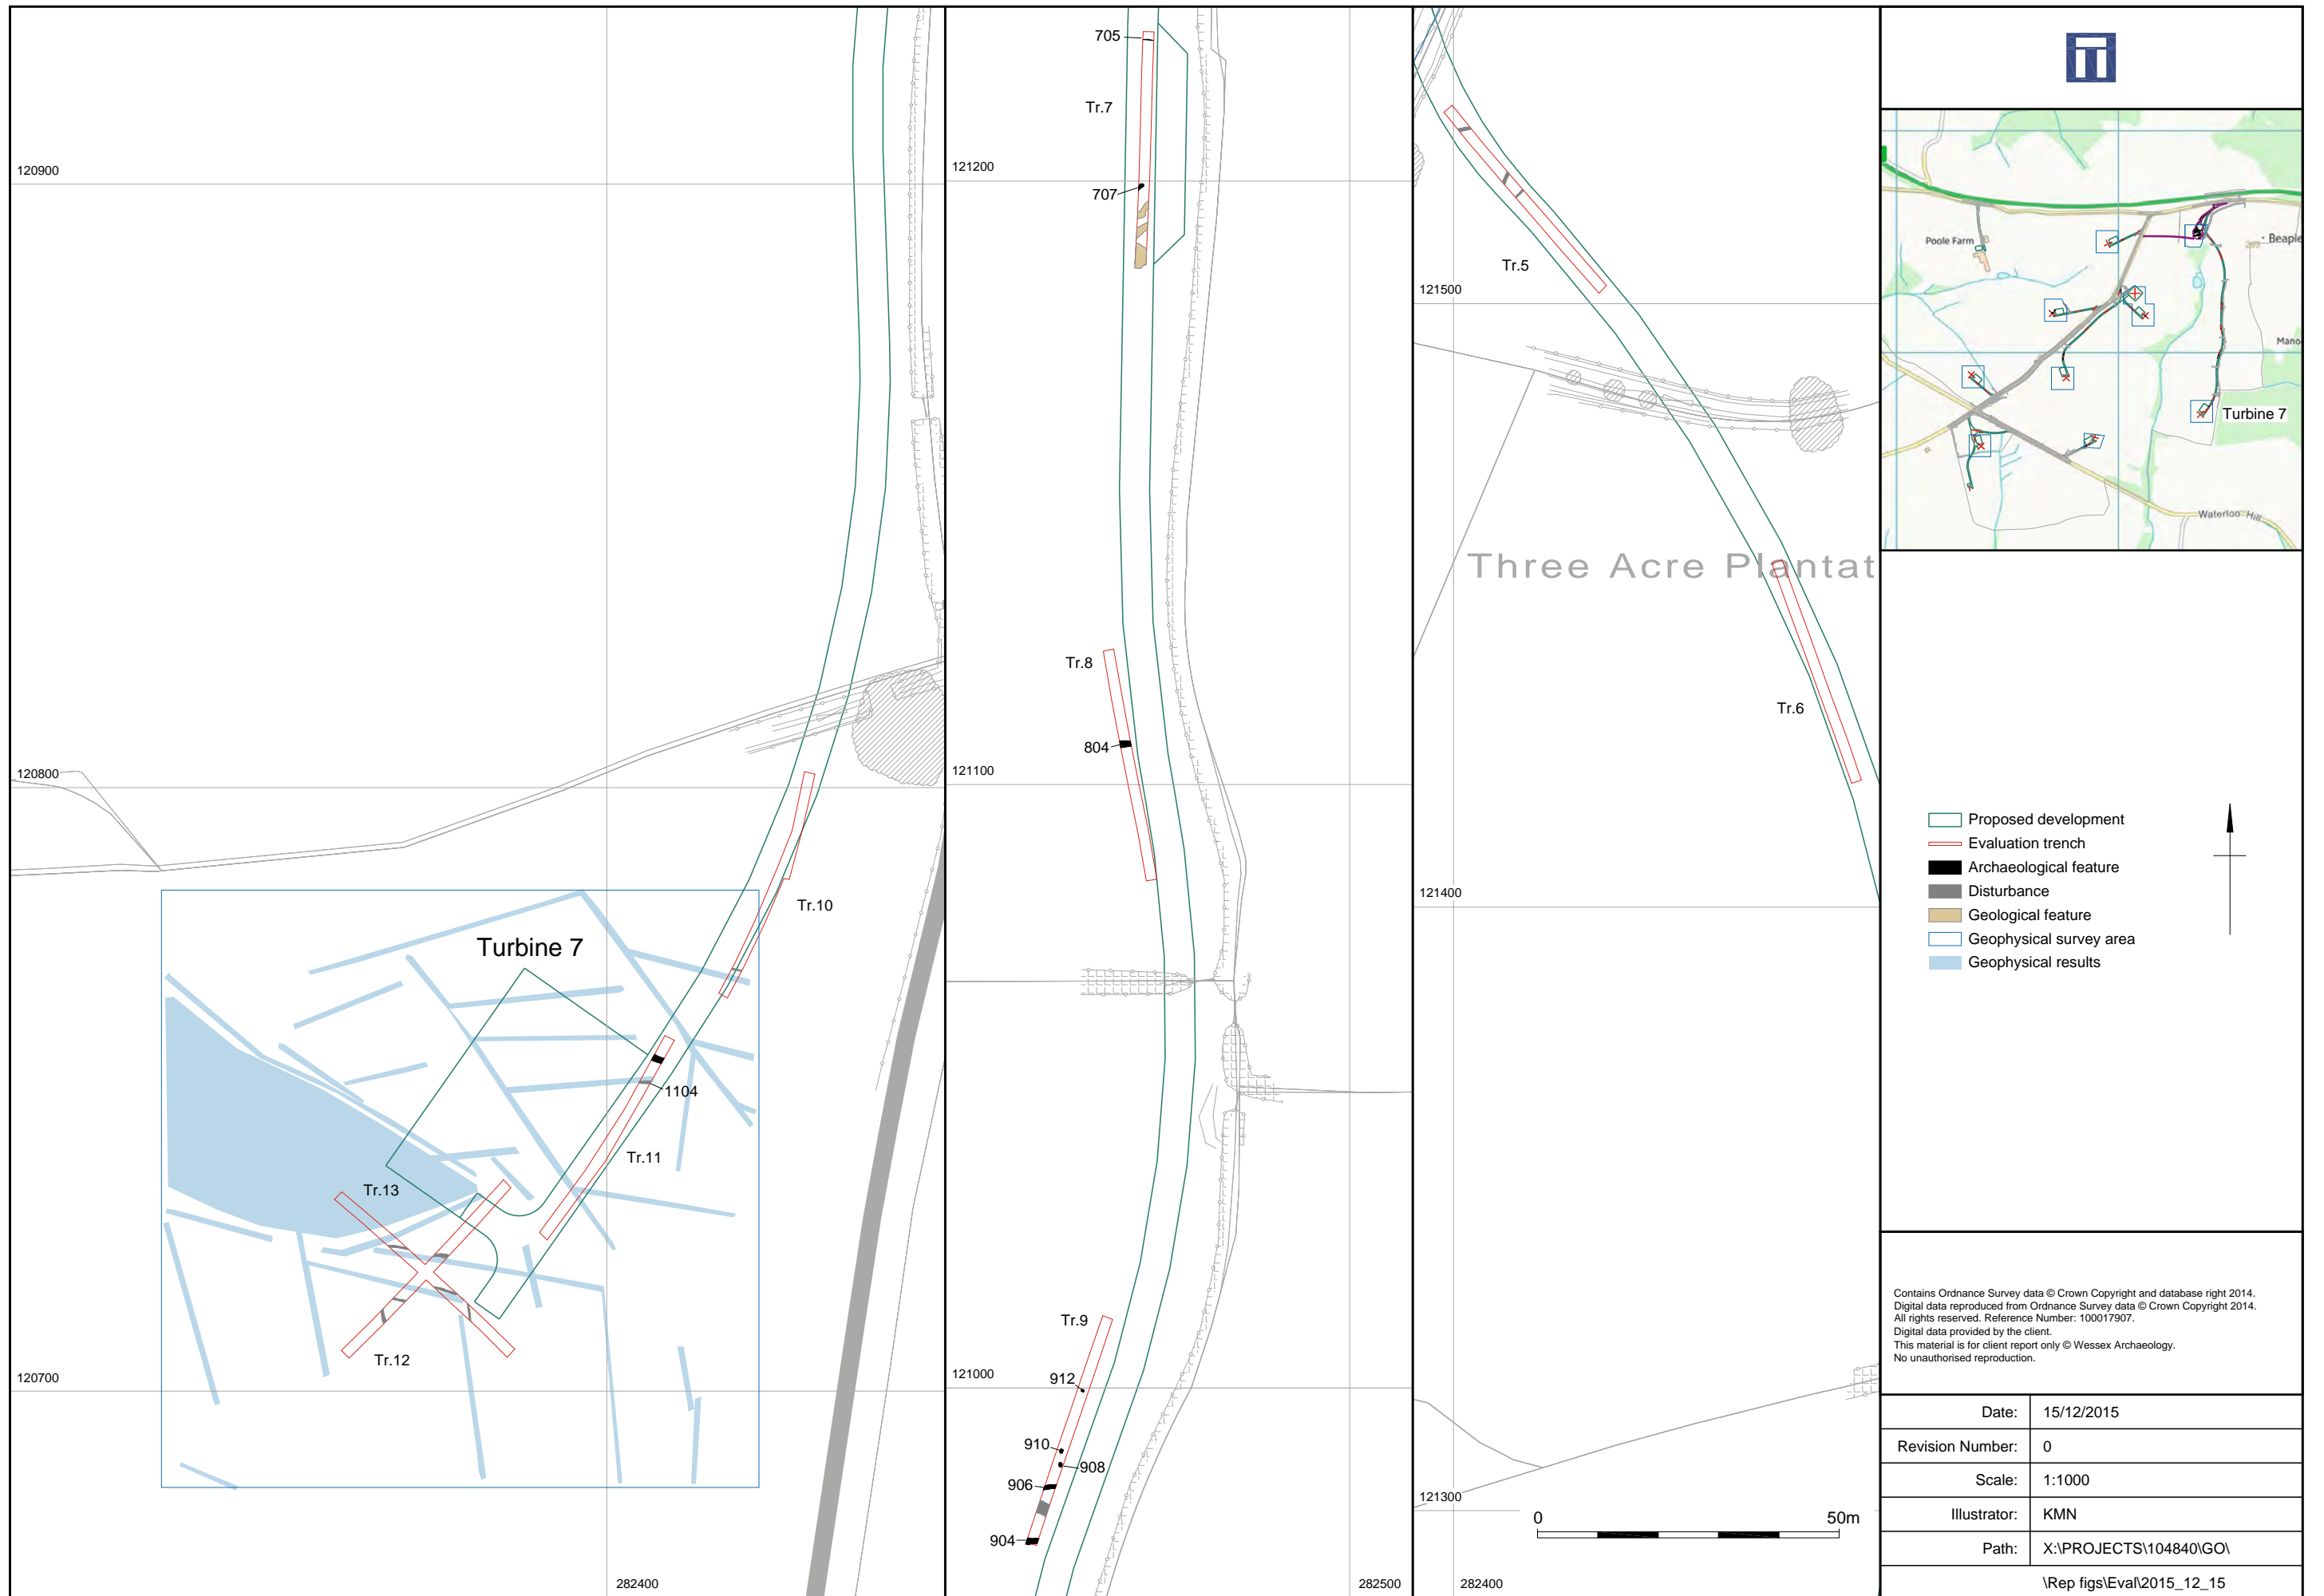 120900
120800
Turbine 7
Tr.10
1104
Tr.11
Tr.13
Tr.12
120700
282400
705
Tr.7
121200
707
Tr.8
804
121100
Tr.9
912
121000
910
908
906
904
282500
Tr.5
121500
Three Acre Plantat
Tr.6
121400
121300
0 50m
282400
Poole Farm
Beaple
Mano
Turbine 7
Waterloo Hill
Proposed development
Evaluation trench
Archaeological feature
Disturbance
Geological feature
Geophysical survey area
Geophysical results
Contains Ordnance Survey data © Crown Copyright and database right 2014.
Digital data reproduced from Ordnance Survey data © Crown Copyright 2014.
All rights reserved. Reference Number: 100017907.
Digital data provided by the client.
This material is for client report only © Wessex Archaeology.
No unauthorised reproduction.
Date: 15/12/2015
Revision Number: 0
Scale: 1:1000
Illustrator: KMN
Path: X:\PROJECTS\104840\GO\
\Rep figs\Eval\2015_12_15